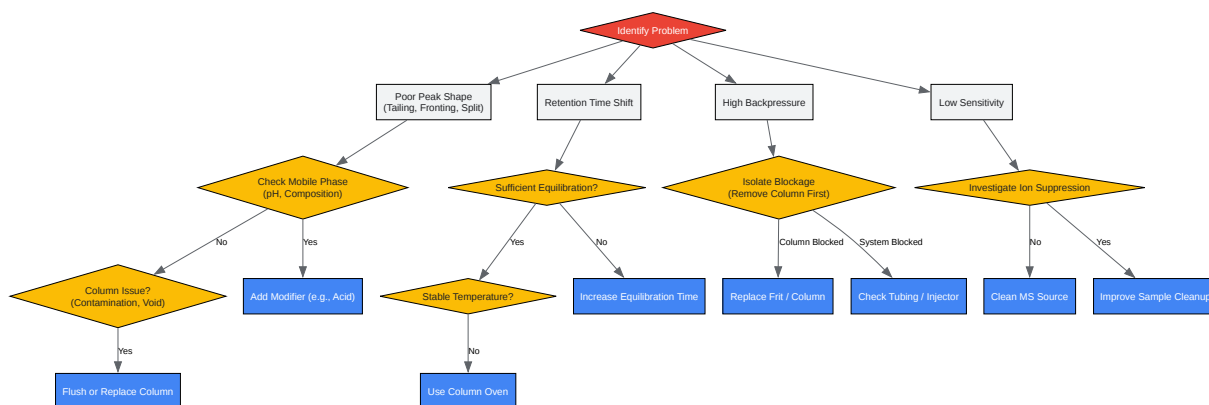 Identify Problem
Poor Peak Shape
(Tailing, Fronting, Split)
Retention Time Shift
High Backpressure
Low Sensitivity
Check Mobile Phase
(pH, Composition)
Sufficient Equilibration?
Isolate Blockage
(Remove Column First)
Investigate Ion Suppression
No
Yes
Yes
No
Column Blocked
System Blocked
No
Yes
Column Issue?
(Contamination, Void)
Add Modifier (e.g., Acid)
Stable Temperature?
Increase Equilibration Time
Replace Frit / Column
Check Tubing / Injector
Clean MS Source
Improve Sample Cleanup
Yes
No
Flush or Replace Column
Use Column Oven